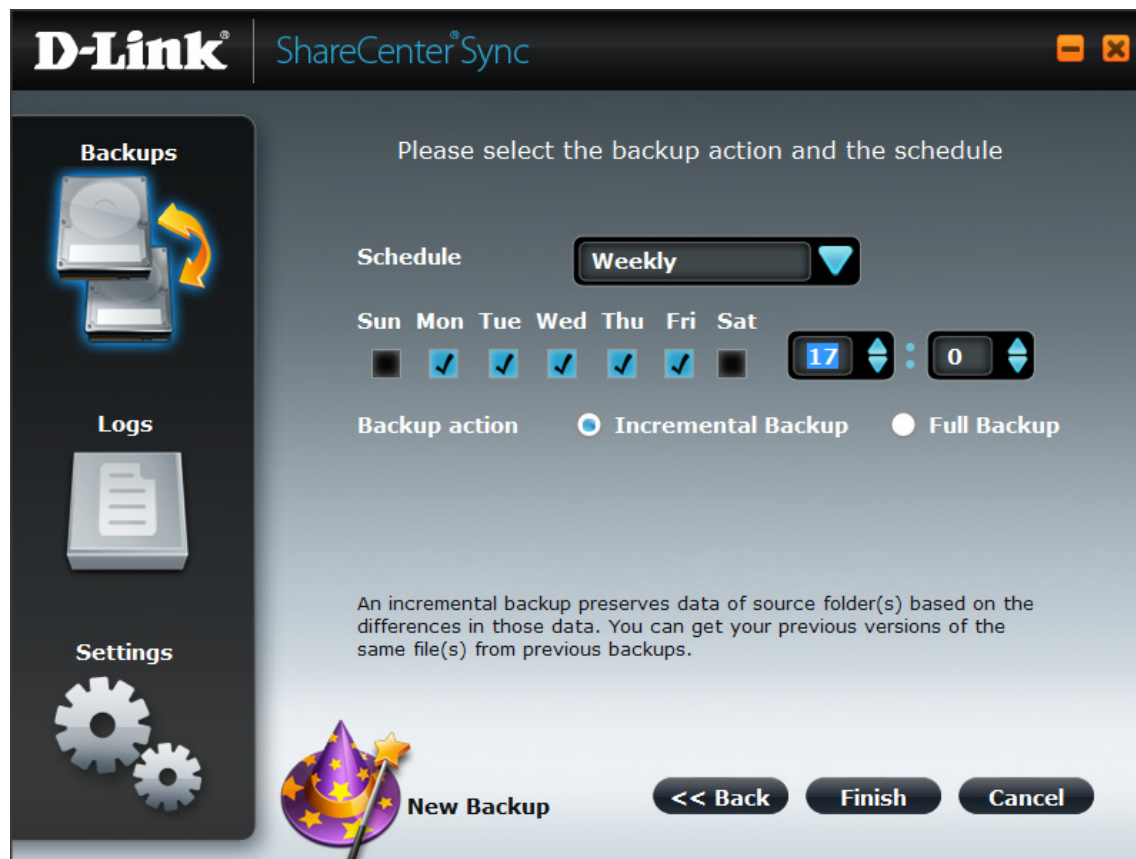 D-Link® ShareCenter®Sync
Backups
Please select the backup action and the schedule
Schedule Weekly
Sun Mon Tue Wed Thu Fri Sat
17 : 0
Logs
Backup action Incremental Backup Full Backup
An incremental backup preserves data of source folder(s) based on the
differences in those data. You can get your previous versions of the
same file(s) from previous backups.
Settings
New Backup
<< Back Finish Cancel